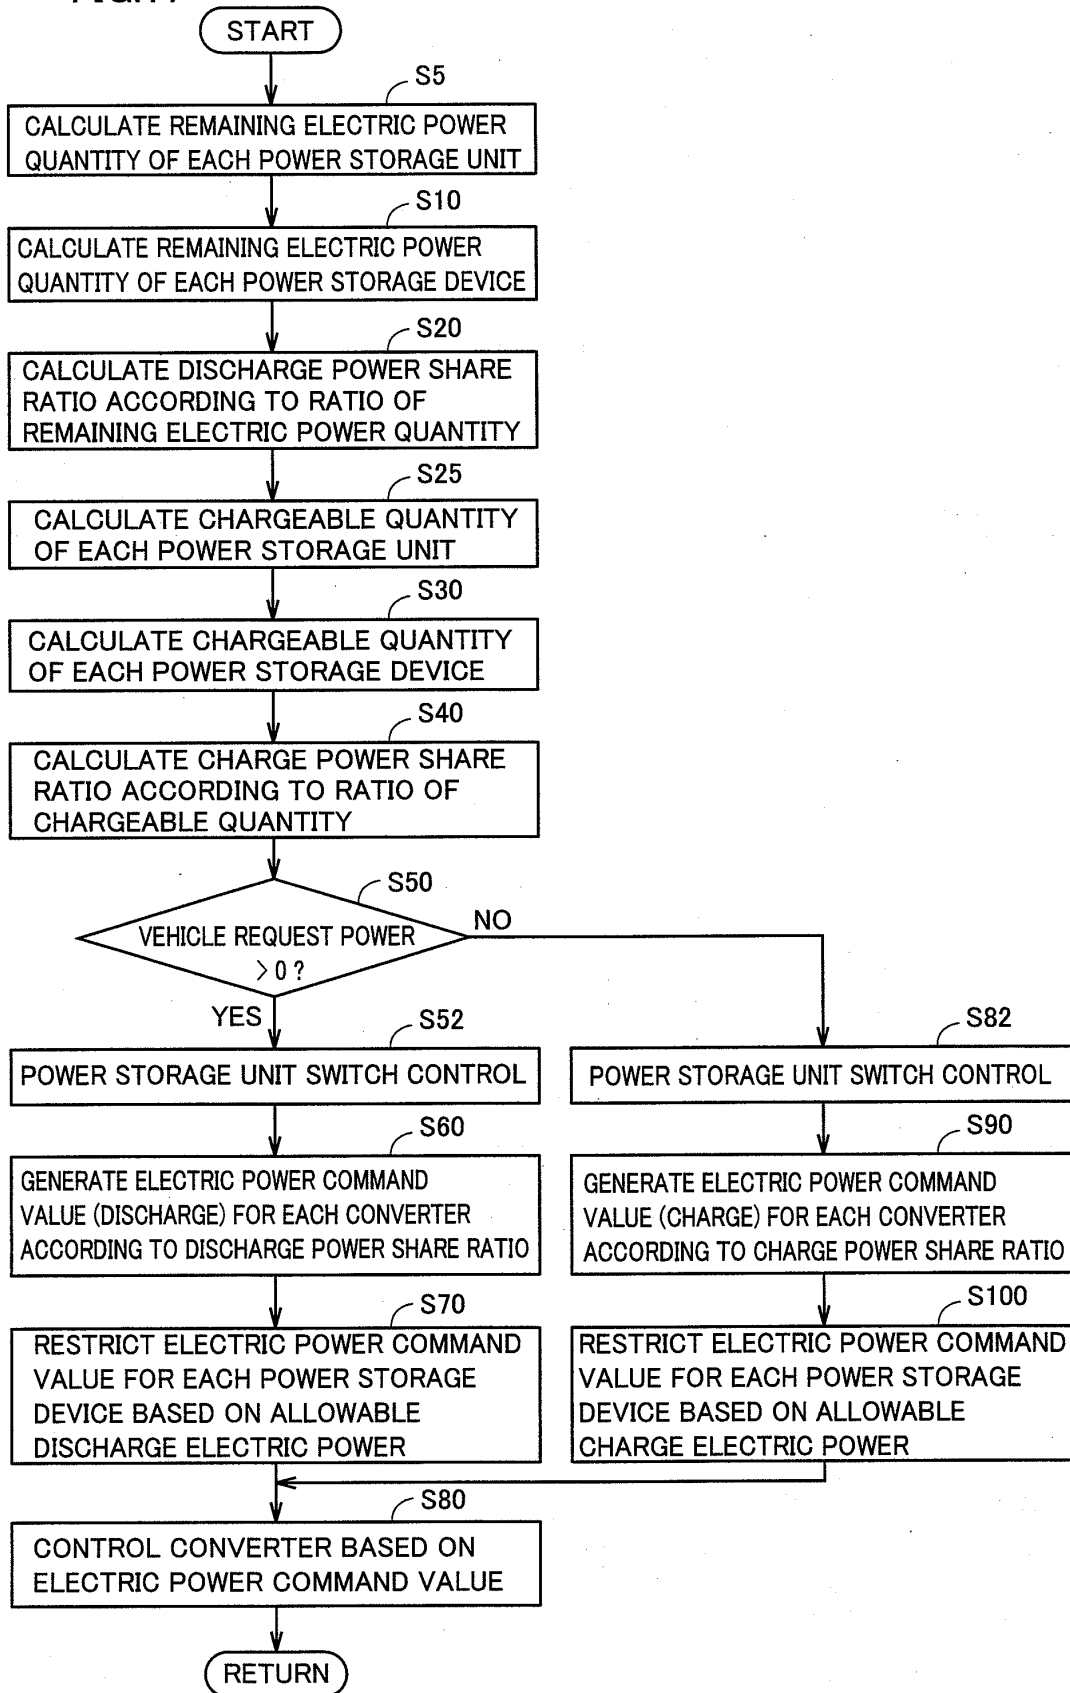 START
S5
CALCULATE REMAINING ELECTRIC POWER
QUANTITY OF EACH POWER STORAGE UNIT
S10
CALCULATE REMAINING ELECTRIC POWER
QUANTITY OF EACH POWER STORAGE DEVICE
S20
CALCULATE DISCHARGE POWER SHARE
RATIO ACCORDING TO RATIO OF
REMAINING ELECTRIC POWER QUANTITY
S25
CALCULATE CHARGEABLE QUANTITY
OF EACH POWER STORAGE UNIT
S30
CALCULATE CHARGEABLE QUANTITY
OF EACH POWER STORAGE DEVICE
S40
CALCULATE CHARGE POWER SHARE
RATIO ACCORDING TO RATIO OF
CHARGEABLE QUANTITY
S50
VEHICLE REQUEST POWER
>0?
NO
YES
S52
POWER STORAGE UNIT SWITCH CONTROL
S60
GENERATE ELECTRIC POWER COMMAND
VALUE (DISCHARGE) FOR EACH CONVERTER
ACCORDING TO DISCHARGE POWER SHARE RATIO
S70
RESTRICT ELECTRIC POWER COMMAND
VALUE FOR EACH POWER STORAGE
DEVICE BASED ON ALLOWABLE
DISCHARGE ELECTRIC POWER
S82
POWER STORAGE UNIT SWITCH CONTROL
S90
GENERATE ELECTRIC POWER COMMAND
VALUE (CHARGE) FOR EACH CONVERTER
ACCORDING TO CHARGE POWER SHARE RATIO
S100
RESTRICT ELECTRIC POWER COMMAND
VALUE FOR EACH POWER STORAGE
DEVICE BASED ON ALLOWABLE
CHARGE ELECTRIC POWER
S80
CONTROL CONVERTER BASED ON
ELECTRIC POWER COMMAND VALUE
RETURN